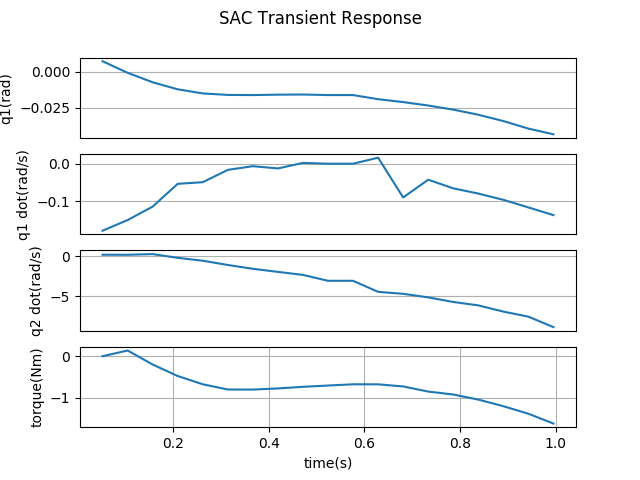 SAC Transient Response
0.000
−0.025
q1(rad)
0.0
−0.1
q1 dot(rad/s)
0
−5
q2 dot(rad/s)
0
−1
torque(Nm)
0.2 0.4 0.6 0.8 1.0
time(s)